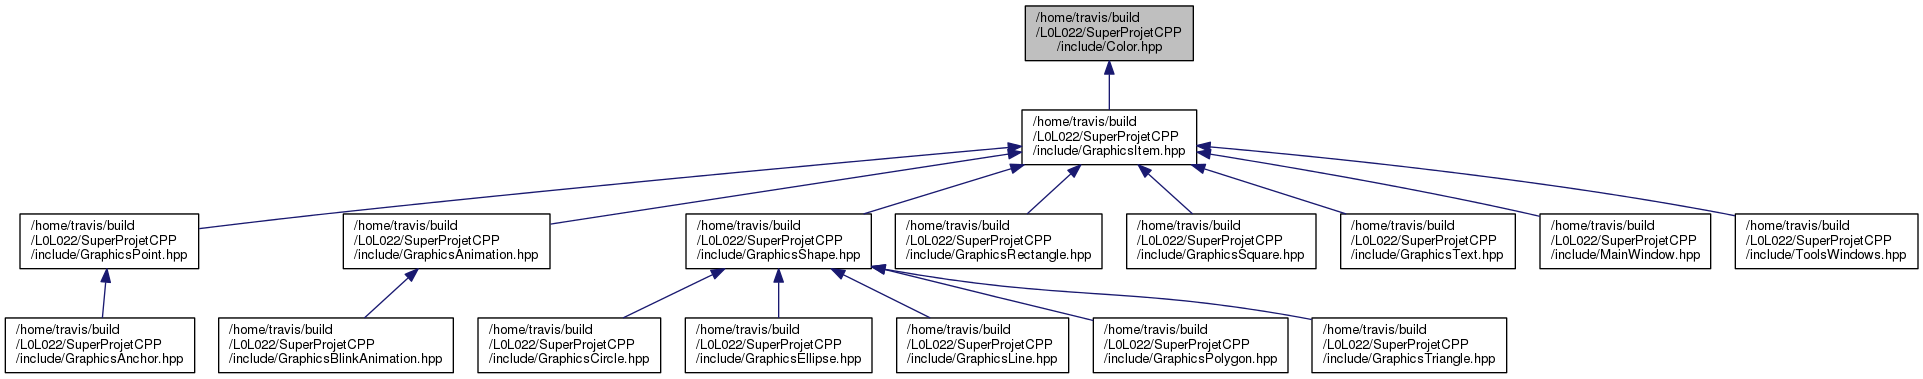 /home/travis/build
/L0L022/SuperProjetCPP
/include/Color.hpp
/home/travis/build
/L0L022/SuperProjetCPP
/include/GraphicsItem.hpp
/home/travis/build
/L0L022/SuperProjetCPP
/include/GraphicsPoint.hpp
/home/travis/build
/L0L022/SuperProjetCPP
/include/GraphicsAnimation.hpp
/home/travis/build
/L0L022/SuperProjetCPP
/include/GraphicsShape.hpp
/home/travis/build
/L0L022/SuperProjetCPP
/include/GraphicsRectangle.hpp
/home/travis/build
/L0L022/SuperProjetCPP
/include/GraphicsSquare.hpp
/home/travis/build
/L0L022/SuperProjetCPP
/include/GraphicsText.hpp
/home/travis/build
/L0L022/SuperProjetCPP
/include/MainWindow.hpp
/home/travis/build
/L0L022/SuperProjetCPP
/include/ToolsWindows.hpp
/home/travis/build
/L0L022/SuperProjetCPP
/include/GraphicsAnchor.hpp
/home/travis/build
/L0L022/SuperProjetCPP
/include/GraphicsBlinkAnimation.hpp
/home/travis/build
/L0L022/SuperProjetCPP
/include/GraphicsCircle.hpp
/home/travis/build
/L0L022/SuperProjetCPP
/include/GraphicsEllipse.hpp
/home/travis/build
/L0L022/SuperProjetCPP
/include/GraphicsLine.hpp
/home/travis/build
/L0L022/SuperProjetCPP
/include/GraphicsPolygon.hpp
/home/travis/build
/L0L022/SuperProjetCPP
/include/GraphicsTriangle.hpp